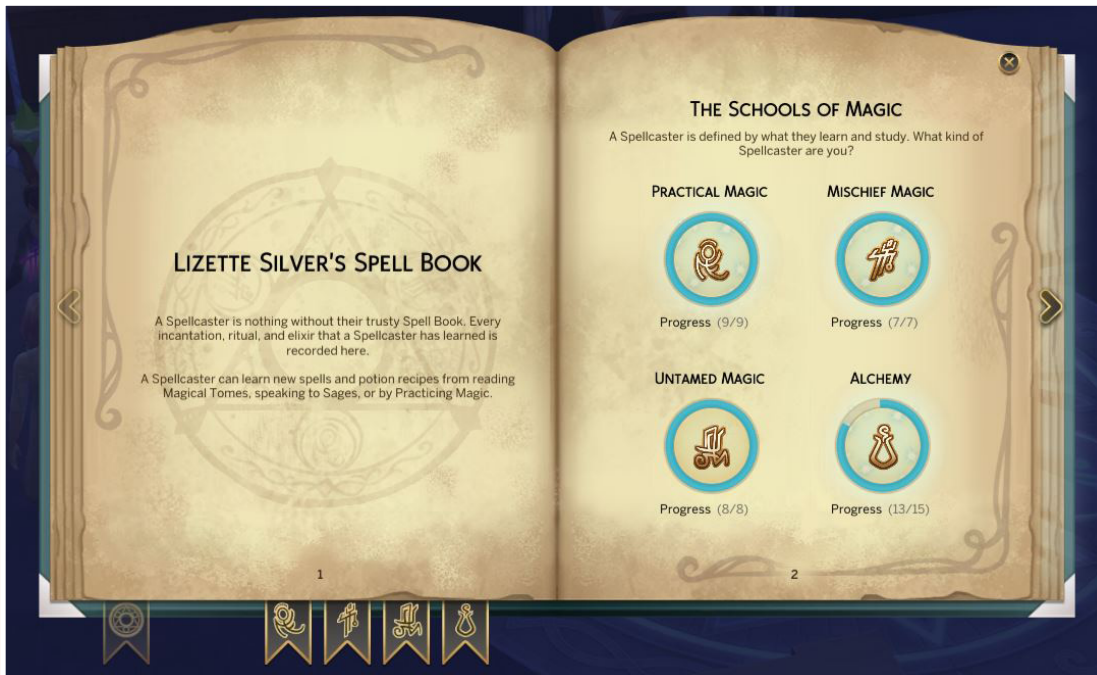 LIZETTE SILVER'S SPELL BOOK
A Spellcaster is nothing without their trusty Spell Book. Every
incantation, ritual, and elixir that a Spellcaster has learned is
recorded here.
A Spellcaster can learn new spells and potion recipes from reading
Magical Tomes, speaking to Sages, or by Practicing Magic.
1
THE SCHOOLS OF MAGIC
A Spellcaster is defined by what they learn and study. What kind of
Spellcaster are you?
PRACTICAL MAGIC
Progress (9/9)
MISCHIEF MAGIC
Progress (7/7)
UNTAMED MAGIC
Progress (8/8)
ALCHEMY
Progress (13/15)
2